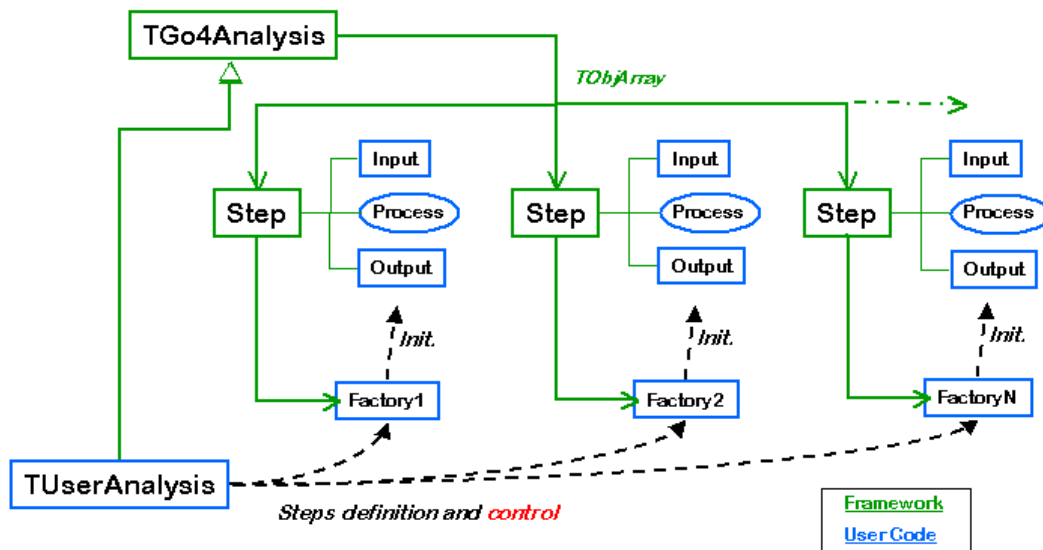 TGo4Analysis
TObjArray
Input
Input
Input
Step
Process
Step
Process
Step
Process
Output
Output
Output
Init.
Init.
Init.
Factory1
Factory2
FactoryN
TUserAnalysis
Steps definition and control
Framework
User Code